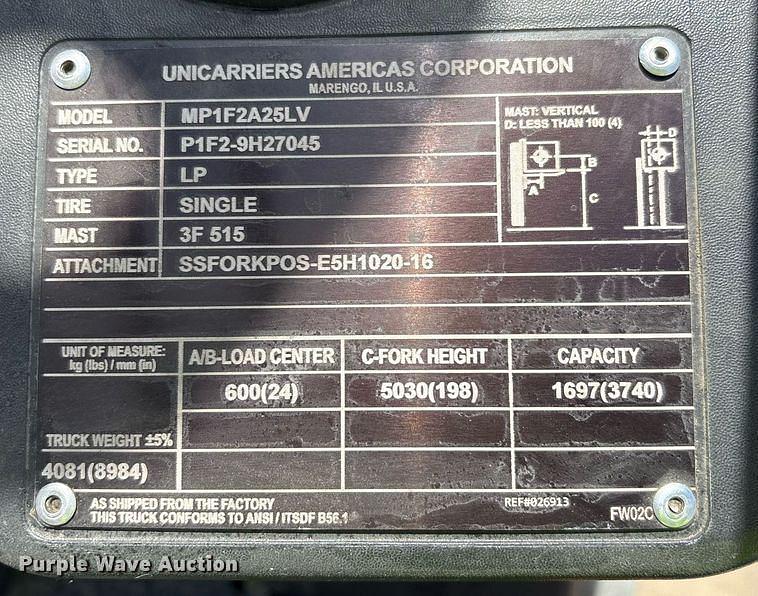 UNICARRIERS AMERICAS CORPORATION
MARENGO, IL U.S.A.
MODEL MP1F2A25LV
SERIAL NO. P1F2-9H27045
TYPE LP
TIRE SINGLE
MAST 3F 515
ATTACHMENT SSFORKPOS-E5H1020-16
MAST: VERTICAL
D: LESS THAN 100 (4)
D
B
A
C
UNIT OF MEASURE:
kg (lbs) / mm (in)
A/B-LOAD CENTER C-FORK HEIGHT CAPACITY
600(24) 5030(198) 1697(3740)
TRUCK WEIGHT ±5%
4081(8984)
AS SHIPPED FROM THE FACTORY
THIS TRUCK CONFORMS TO ANSI / ITSDF B56.1
REF#026913
FW02C
Purple Wave Auction